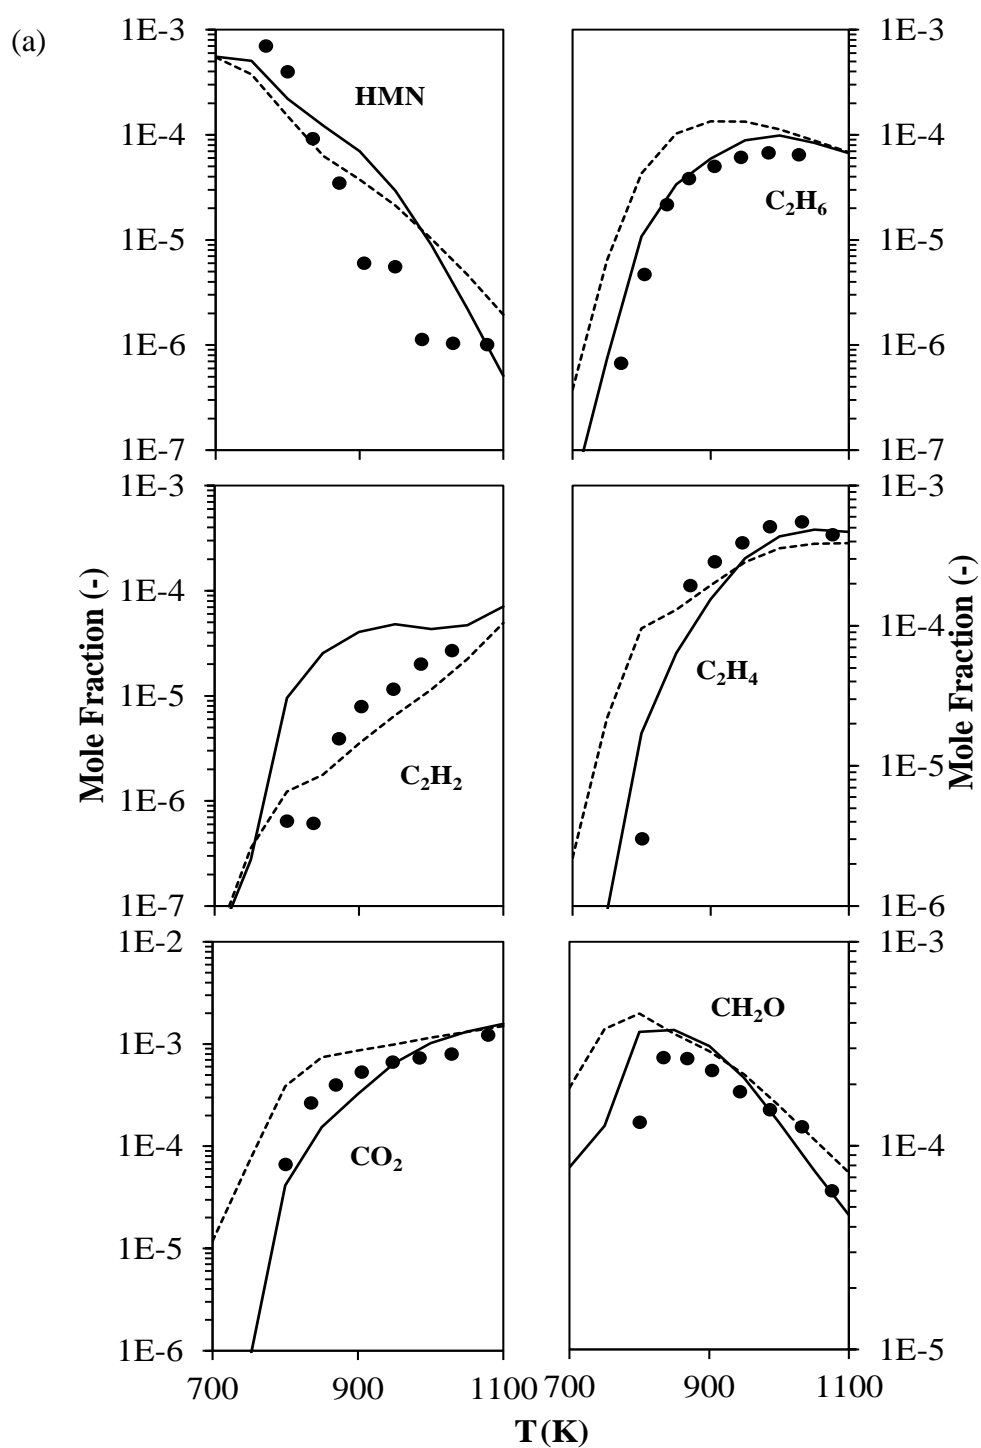 (a)
1E-3
1E-4
1E-5
1E-6
1E-7
HMN
1E-3
1E-4
1E-5
1E-6
1E-7
C₂H₆
Mole Fraction (-)
1E-3
1E-4
1E-5
1E-6
1E-7
C₂H₂
1E-3
1E-4
1E-5
1E-6
C₂H₄
Mole Fraction (-)
1E-2
1E-3
1E-4
1E-5
1E-6
CO₂
1E-3
1E-4
1E-5
CH₂O
700 900 1100 700 900 1100
T (K)